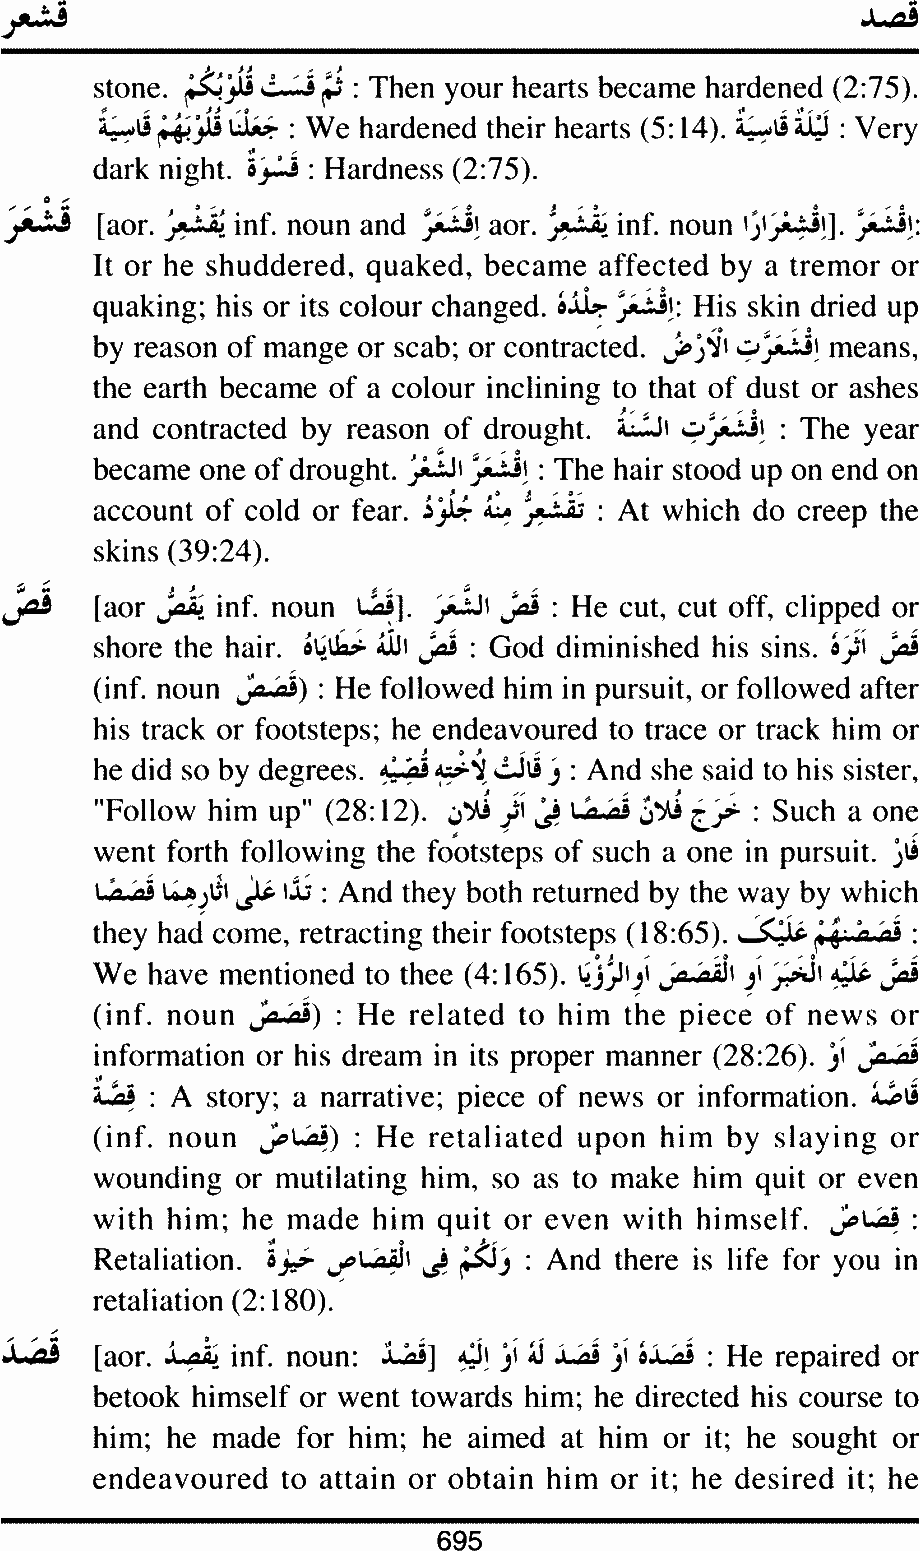 قشعر قصد
stone. ثُمَّ قَسَتْ قُلُوْبُكُمْ : Then your hearts became hardened (2:75).
جَعَلْنَا قُلُوْبَهُمْ قَاسِيَةً : We hardened their hearts (5:14). لَيْلَةٌ قَاسِيَةٌ : Very
dark night. قَسْوَةٌ : Hardness (2:75).
قَشْعَرَ [aor. يُقَشْعِرُ inf. noun and اِقْشَعَرَّ aor. يَقْشَعِرُّ inf. noun اِقْشِعْرَارًا]. اِقْشَعَرَّ:
It or he shuddered, quaked, became affected by a tremor or
quaking; his or its colour changed. اِقْشَعَرَّ جِلْدُهُ: His skin dried up
by reason of mange or scab; or contracted. اِقْشَعَرَّتِ الْاَرْضُ means,
the earth became of a colour inclining to that of dust or ashes
and contracted by reason of drought. اِقْشَعَرَّتِ السَّنَةُ : The year
became one of drought. اِقْشَعَرَّ الشَّعْرُ : The hair stood up on end on
account of cold or fear. تَقْشَعِرُّ مِنْهُ جُلُوْدُ : At which do creep the
skins (39:24).
قَصَّ [aor يَقُصُّ inf. noun قَصًّا]. قَصَّ الشَّعْرَ : He cut, cut off, clipped or
shore the hair. قَصَّ اللّٰهُ خَطَايَاهُ : God diminished his sins. قَصَّ اَثَرَهُ
(inf. noun قَصَصٌ) : He followed him in pursuit, or followed after
his track or footsteps; he endeavoured to trace or track him or
he did so by degrees. وَ قَالَتْ لِاُخْتِهٖ قُصِّيْهِ : And she said to his sister,
"Follow him up" (28:12). خَرَجَ فُلَانٌ قَصَصًا فِىْ اَثَرِ فُلَانٍ : Such a one
went forth following the footsteps of such a one in pursuit. فَارْ
تَدَّا عَلٰى اٰثَارِهِمَا قَصَصًا : And they both returned by the way by which
they had come, retracting their footsteps (18:65). قَصَصْنٰهُمْ عَلَيْكَ :
We have mentioned to thee (4:165). قَصَّ عَلَيْهِ الْخَبَرَ اَوِ الْقَصَصَ اَوِالرُّؤْيَا
(inf. noun قَصَصٌ) : He related to him the piece of news or
information or his dream in its proper manner (28:26). قَصَصٌ اَوْ
قِصَّةٌ : A story; a narrative; piece of news or information. قَاصَّهٗ
(inf. noun قِصَاصٌ) : He retaliated upon him by slaying or
wounding or mutilating him, so as to make him quit or even
with him; he made him quit or even with himself. قِصَاصٌ :
Retaliation. وَلَكُمْ فِى الْقِصَاصِ حَيٰوةٌ : And there is life for you in
retaliation (2:180).
قَصَدَ [aor. يَقْصِدُ inf. noun: قَصْدٌ] قَصَدَهُ اَوْ قَصَدَ لَهُ اَوْ اِلَيْهِ : He repaired or
betook himself or went towards him; he directed his course to
him; he made for him; he aimed at him or it; he sought or
endeavoured to attain or obtain him or it; he desired it; he
695